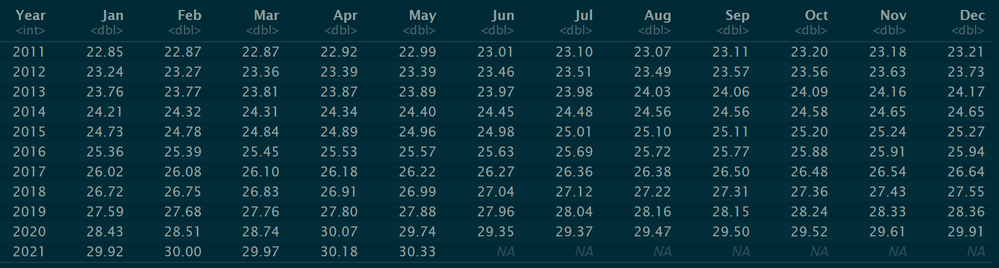 Year Jan Feb Mar Apr May Jun Jul Aug Sep Oct Nov Dec
<int> <dbl> <dbl> <dbl> <dbl> <dbl> <dbl> <dbl> <dbl> <dbl> <dbl> <dbl> <dbl>
2011 22.85 22.87 22.87 22.92 22.99 23.01 23.10 23.07 23.11 23.20 23.18 23.21
2012 23.24 23.27 23.36 23.39 23.39 23.46 23.51 23.49 23.57 23.56 23.63 23.73
2013 23.76 23.77 23.81 23.87 23.89 23.97 23.98 24.03 24.06 24.09 24.16 24.17
2014 24.21 24.32 24.31 24.34 24.40 24.45 24.48 24.56 24.56 24.58 24.65 24.65
2015 24.73 24.78 24.84 24.89 24.96 24.98 25.01 25.10 25.11 25.20 25.24 25.27
2016 25.36 25.39 25.45 25.53 25.57 25.63 25.69 25.72 25.77 25.88 25.91 25.94
2017 26.02 26.08 26.10 26.18 26.22 26.27 26.36 26.38 26.50 26.48 26.54 26.64
2018 26.72 26.75 26.83 26.91 26.99 27.04 27.12 27.22 27.31 27.36 27.43 27.55
2019 27.59 27.68 27.76 27.80 27.88 27.96 28.04 28.16 28.15 28.24 28.33 28.36
2020 28.43 28.51 28.74 30.07 29.74 29.35 29.37 29.47 29.50 29.52 29.61 29.91
2021 29.92 30.00 29.97 30.18 30.33 NA NA NA NA NA NA NA